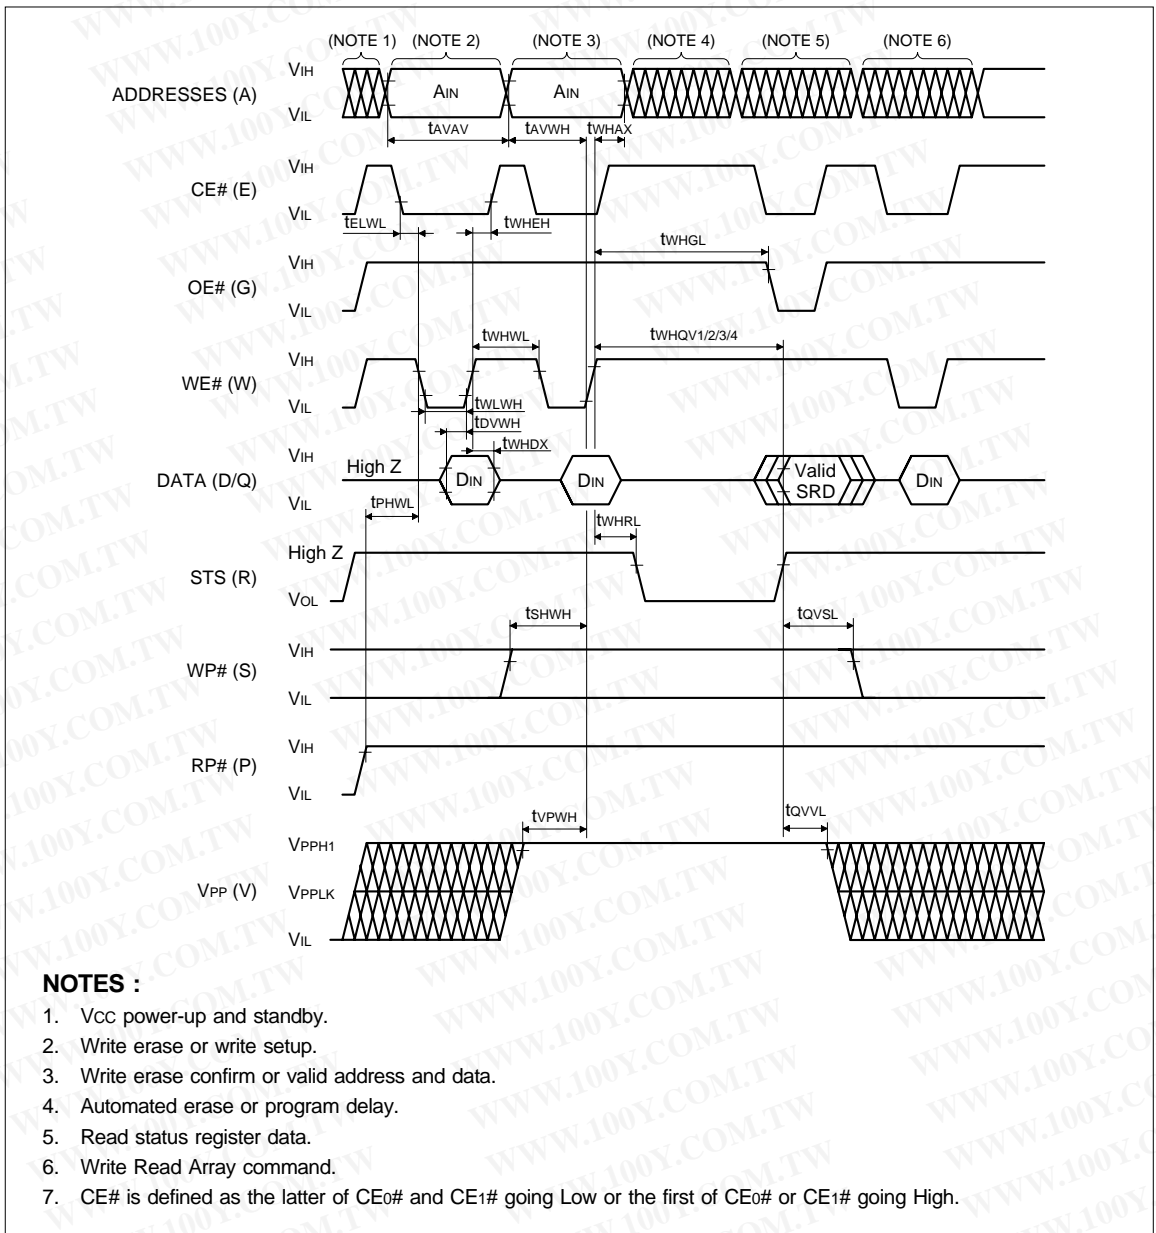 (NOTE 1) (NOTE 2) (NOTE 3) (NOTE 4) (NOTE 5) (NOTE 6)
VIH
ADDRESSES (A) AIN AIN
VIL
tAVAV tAVWH tWHAX
VIH
CE# (E)
VIL
tELWL tWHEH
tWHGL
VIH
OE# (G)
VIL
tWHWL tWHQV1/2/3/4
VIH
WE# (W)
VIL
tWLWH
tDVWH
tWHDX
VIH
DATA (D/Q) High Z DIN DIN Valid SRD DIN
VIL
tPHWL
tWHRL
High Z
STS (R)
VOL
tSHWH tQVSL
VIH
WP# (S)
VIL
VIH
RP# (P)
VIL
tVPWH tQVVL
VPPH1
VPP (V) VPPLK
VIL
NOTES :
1. VCC power-up and standby.
2. Write erase or write setup.
3. Write erase confirm or valid address and data.
4. Automated erase or program delay.
5. Read status register data.
6. Write Read Array command.
7. CE# is defined as the latter of CE0# and CE1# going Low or the first of CE0# or CE1# going High.
WWW.100Y.COM.TW